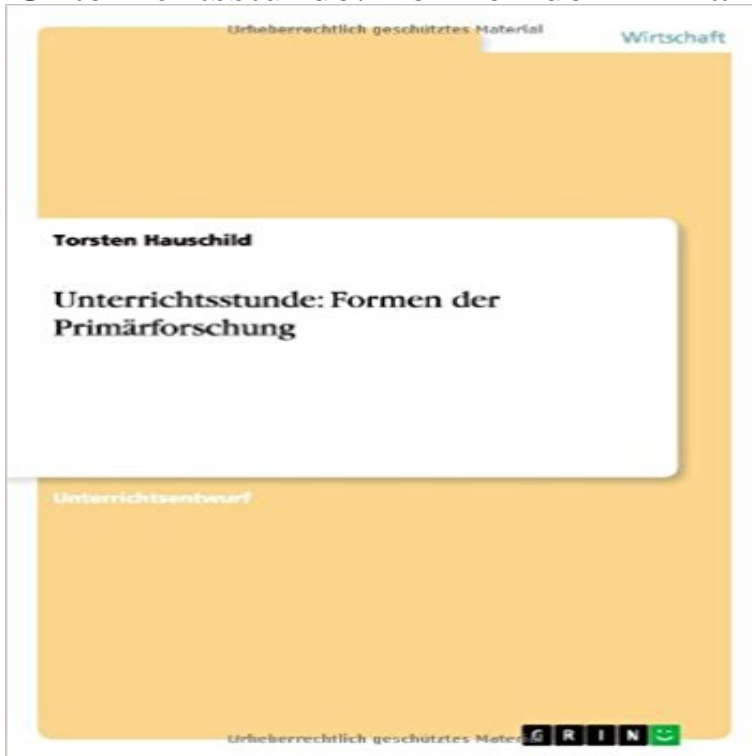 Urheberrechtlich geschütztes Material
Wirtschaft
Torsten Hauschild
Unterrichtsstunde: Formen der
Primärforschung
Unterrichtsentwurf
Urheberrechtlich geschütztes
GRIN